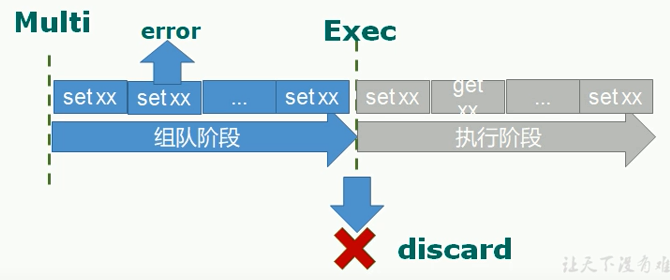 Multi
error
Exec
set xx
set xx
...
set xx
set xx
get
xx
...
set xx
组队阶段
执行阶段
discard
让天下没有难